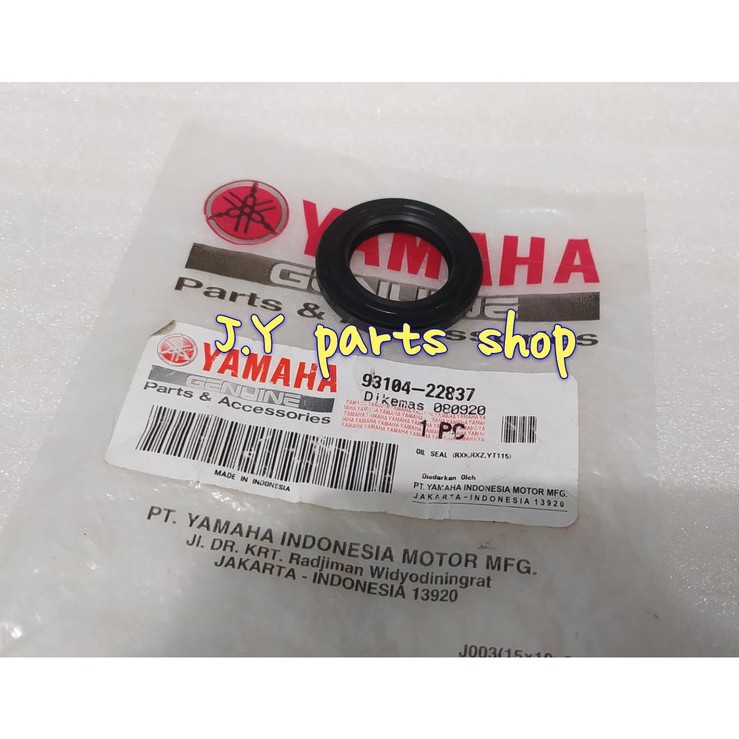 YAMAHA
GENUINE
Parts & Accessories
J.Y parts shop
YAMAHA
GENUINE
Parts & Accessories
93104-22837
Dikemas 080920
1 PC
OIL SEAL (RXK,RXZ,YT115)
MADE IN INDONESIA
Diedarkan Oleh
PT. YAMAHA INDONESIA MOTOR MFG.
JAKARTA-INDONESIA 13920
PT. YAMAHA INDONESIA MOTOR MFG.
Jl. DR. KRT. Radjiman Widyodiningrat
JAKARTA - INDONESIA 13920